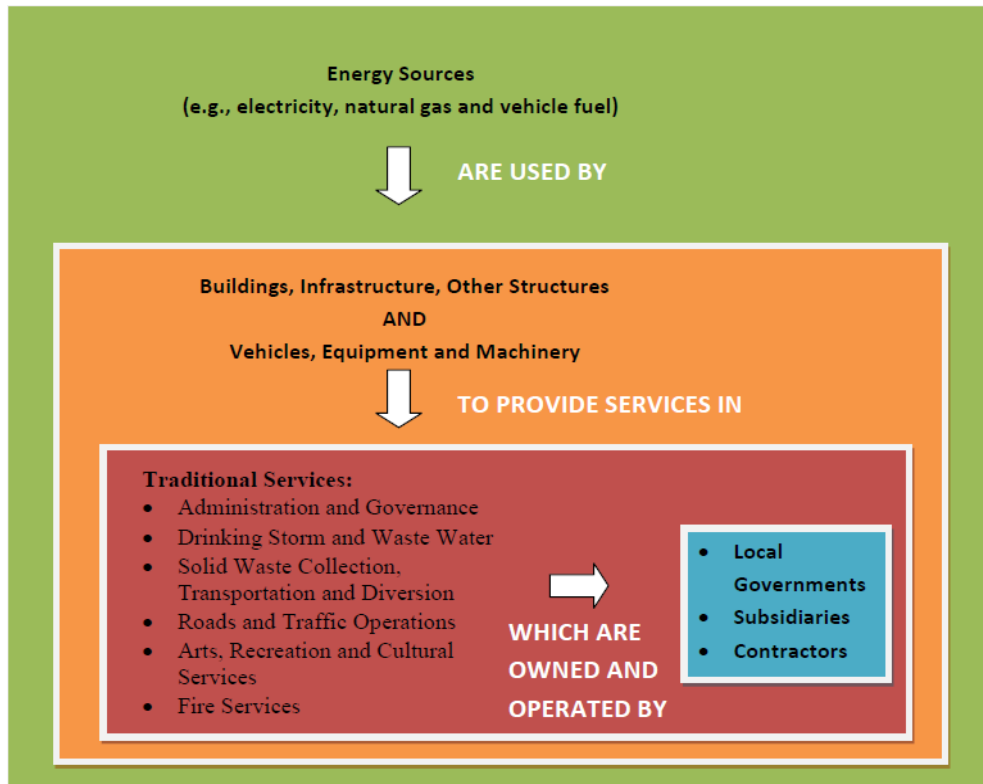 Energy Sources
(e.g., electricity, natural gas and vehicle fuel)
ARE USED BY
Buildings, Infrastructure, Other Structures
AND
Vehicles, Equipment and Machinery
TO PROVIDE SERVICES IN
Traditional Services:
• Administration and Governance
• Drinking Storm and Waste Water
• Solid Waste Collection,
Transportation and Diversion
• Roads and Traffic Operations
• Arts, Recreation and Cultural
Services
• Fire Services
WHICH ARE
OWNED AND
OPERATED BY
• Local
Governments
• Subsidiaries
• Contractors